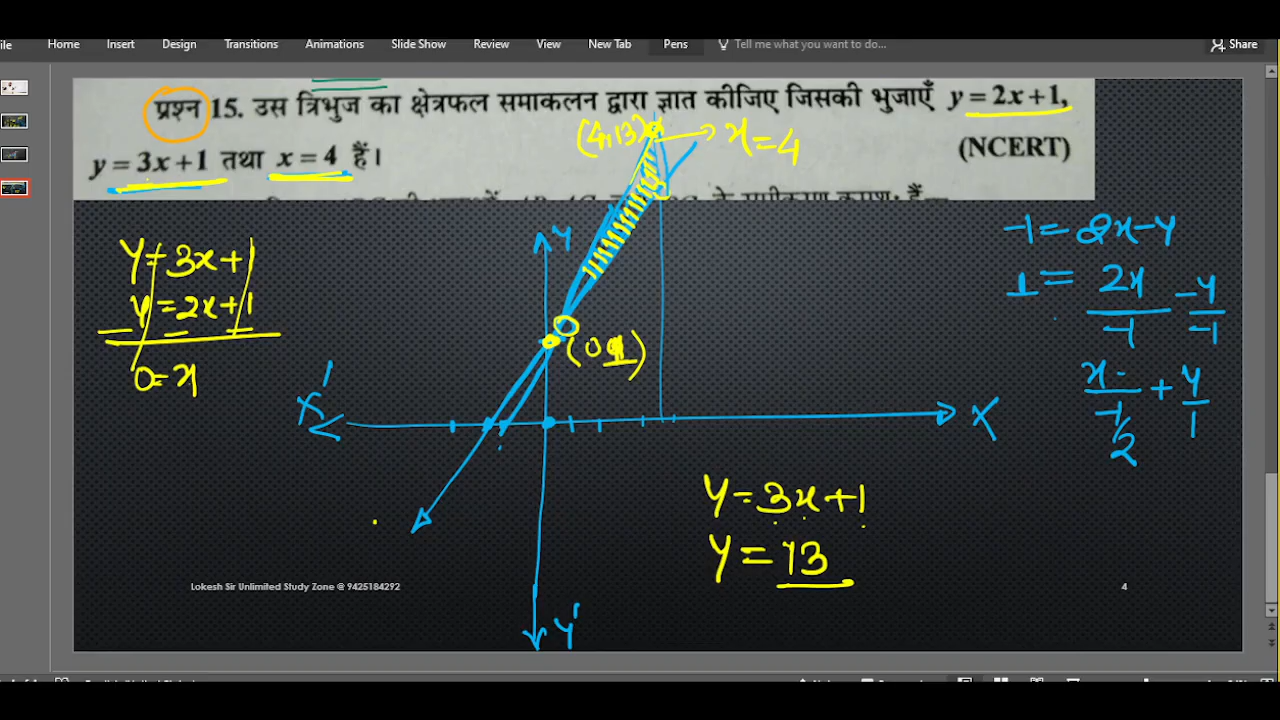 File Home Insert Design Transitions Animations Slide Show Review View New Tab Pens Tell me what you want to do... Share
प्रश्न 15. उस त्रिभुज का क्षेत्रफल समाकलन द्वारा ज्ञात कीजिए जिसकी भुजाएँ y = 2x + 1,
y = 3x + 1 तथा x = 4 हैं।
(NCERT)
(4,13)
x = 4
y = 3x + 1
y = 2x + 1
0 = x
Y
(0 1)
X'
X
-1 = 2x - y
1 = 2x/-1 - y/-1
x/-1/2 + y/1
y = 3x + 1
y = 13
Y'
Lokesh Sir Unlimited Study Zone @ 9425184292
4